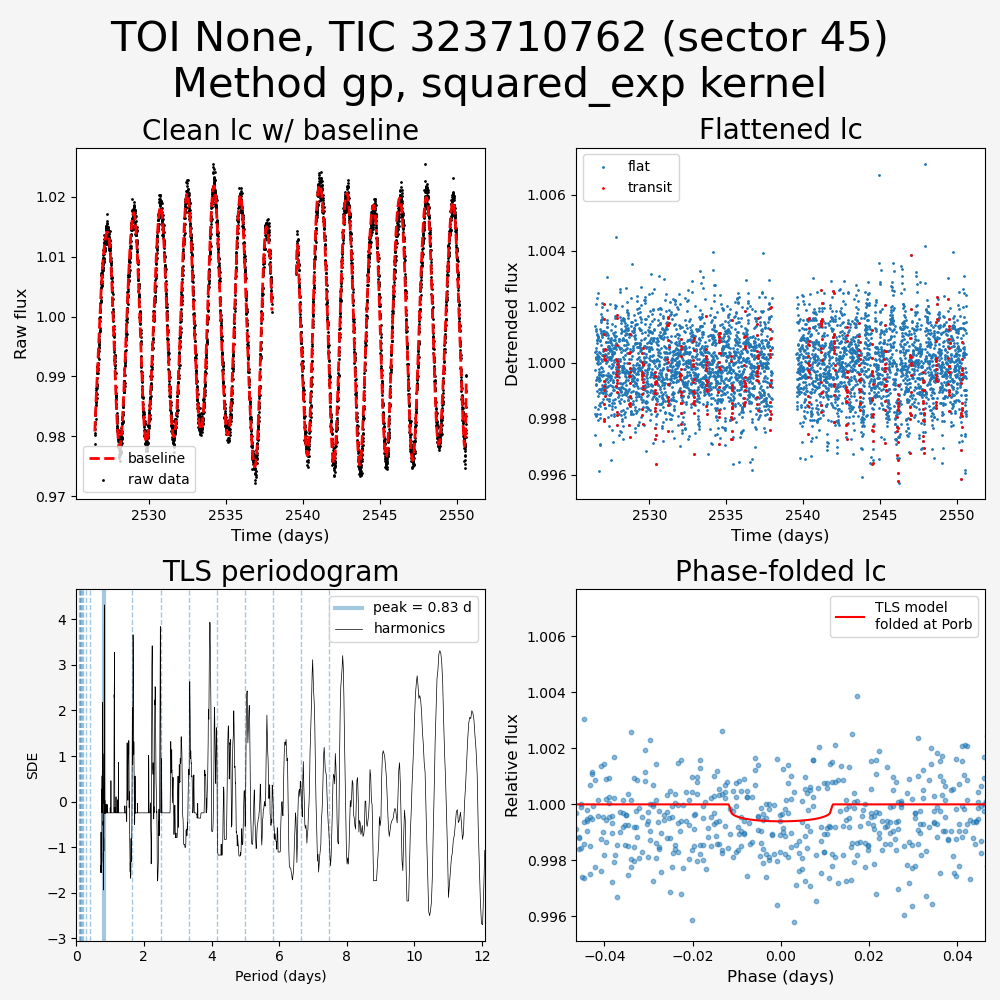 TOI None, TIC 323710762 (sector 45)
Method gp, squared_exp kernel
Clean lc w/ baseline
Raw flux
1.02
1.01
1.00
0.99
0.98
0.97
baseline
raw data
2530
2535
2540
2545
2550
Time (days)
Flattened lc
Detrended flux
1.006
1.004
1.002
1.000
0.998
0.996
flat
transit
2530
2535
2540
2545
2550
Time (days)
TLS periodogram
SDE
4
3
2
1
0
−1
−2
−3
peak = 0.83 d
harmonics
0
2
4
6
8
10
12
Period (days)
Phase-folded lc
Relative flux
1.006
1.004
1.002
1.000
0.998
0.996
TLS model
folded at Porb
−0.04
−0.02
0.00
0.02
0.04
Phase (days)